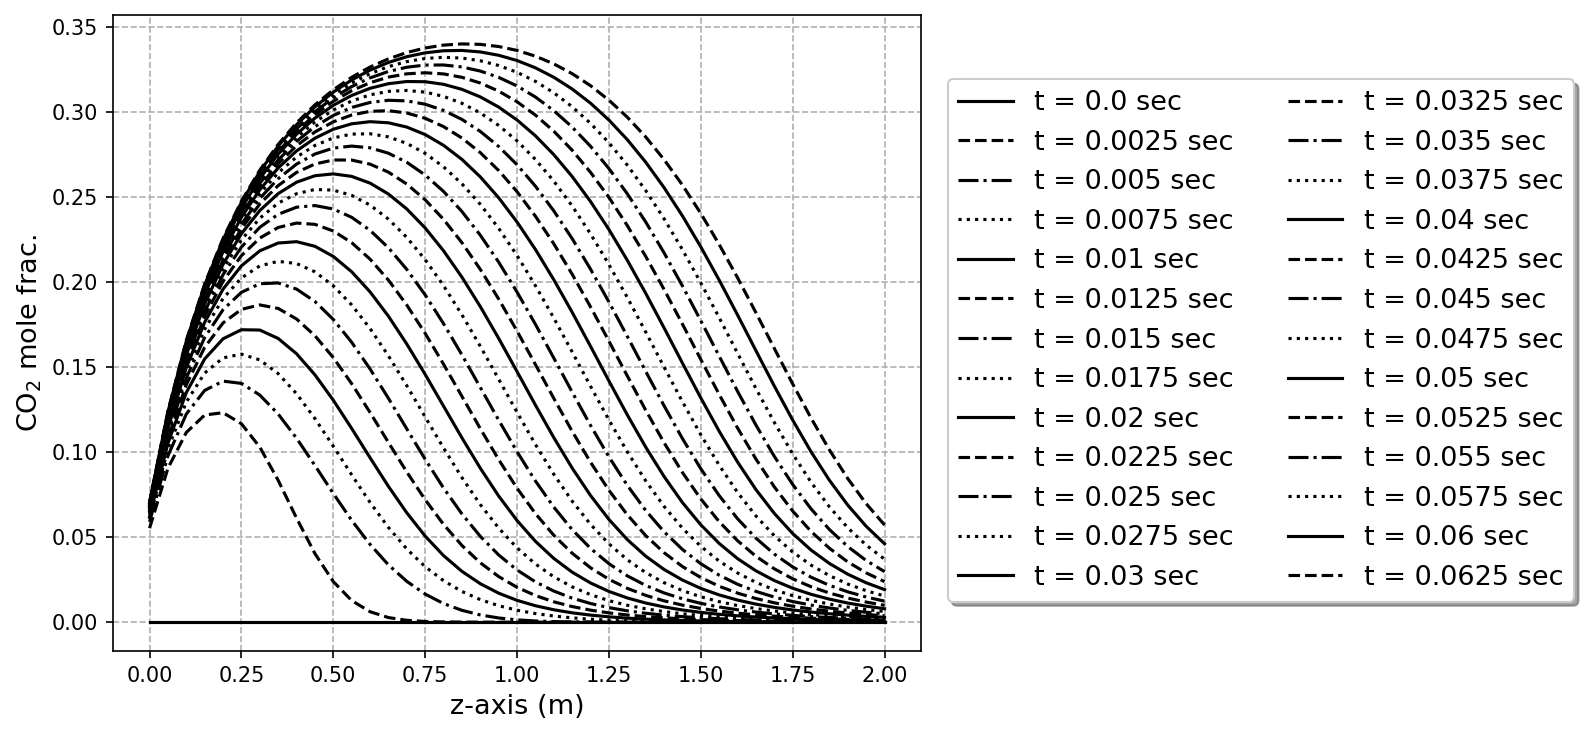 0.35
0.30
0.25
0.20
0.15
0.10
0.05
0.00
CO₂ mole frac.
0.00 0.25 0.50 0.75 1.00 1.25 1.50 1.75 2.00
z-axis (m)
t = 0.0 sec
t = 0.0025 sec
t = 0.005 sec
t = 0.0075 sec
t = 0.01 sec
t = 0.0125 sec
t = 0.015 sec
t = 0.0175 sec
t = 0.02 sec
t = 0.0225 sec
t = 0.025 sec
t = 0.0275 sec
t = 0.03 sec
t = 0.0325 sec
t = 0.035 sec
t = 0.0375 sec
t = 0.04 sec
t = 0.0425 sec
t = 0.045 sec
t = 0.0475 sec
t = 0.05 sec
t = 0.0525 sec
t = 0.055 sec
t = 0.0575 sec
t = 0.06 sec
t = 0.0625 sec